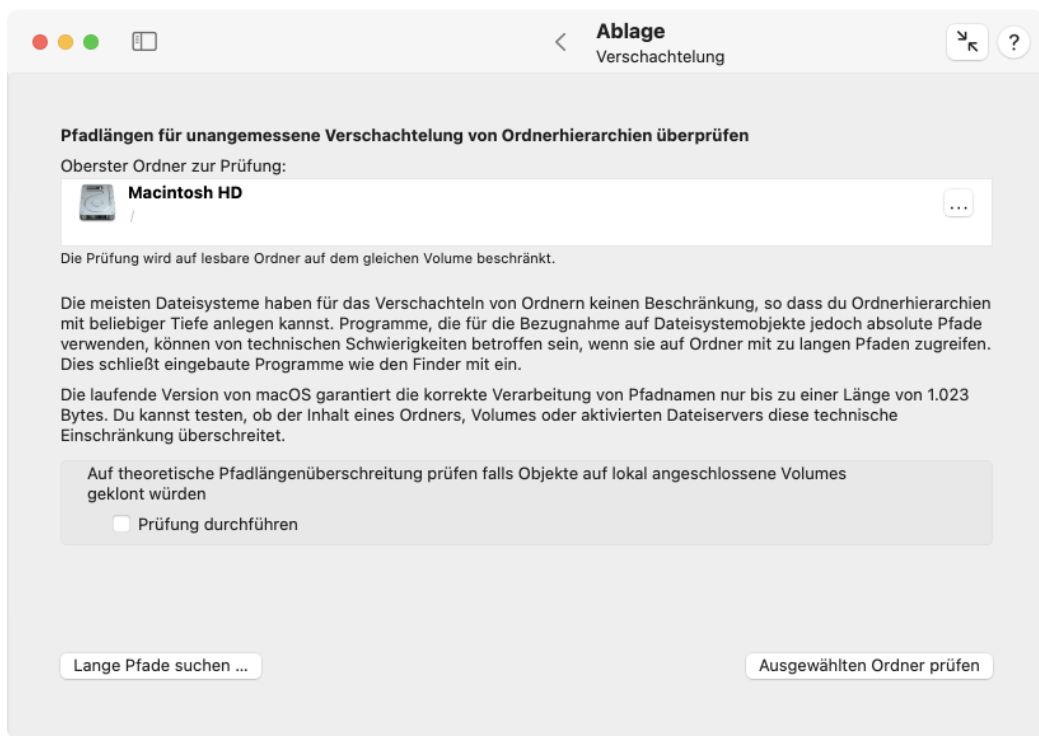 Ablage
Verschachtelung
?
Pfadlängen für unangemessene Verschachtelung von Ordnerhierarchien überprüfen
Oberster Ordner zur Prüfung:
Macintosh HD
/
...
Die Prüfung wird auf lesbare Ordner auf dem gleichen Volume beschränkt.
Die meisten Dateisysteme haben für das Verschachteln von Ordnern keinen Beschränkung, so dass du Ordnerhierarchien
mit beliebiger Tiefe anlegen kannst. Programme, die für die Bezugnahme auf Dateisystemobjekte jedoch absolute Pfade
verwenden, können von technischen Schwierigkeiten betroffen sein, wenn sie auf Ordner mit zu langen Pfaden zugreifen.
Dies schließt eingebaute Programme wie den Finder mit ein.
Die laufende Version von macOS garantiert die korrekte Verarbeitung von Pfadnamen nur bis zu einer Länge von 1.023
Bytes. Du kannst testen, ob der Inhalt eines Ordners, Volumes oder aktivierten Dateiservers diese technische
Einschränkung überschreitet.
Auf theoretische Pfadlängenüberschreitung prüfen falls Objekte auf lokal angeschlossene Volumes
geklont würden
Prüfung durchführen
Lange Pfade suchen ...
Ausgewählten Ordner prüfen